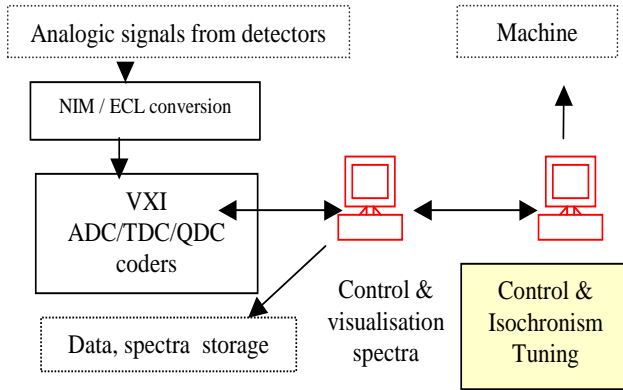 Analogic signals from detectors
Machine
NIM / ECL conversion
VXI
ADC/TDC/QDC
coders
Control &
visualisation
spectra
Control &
Isochronism
Tuning
Data, spectra storage